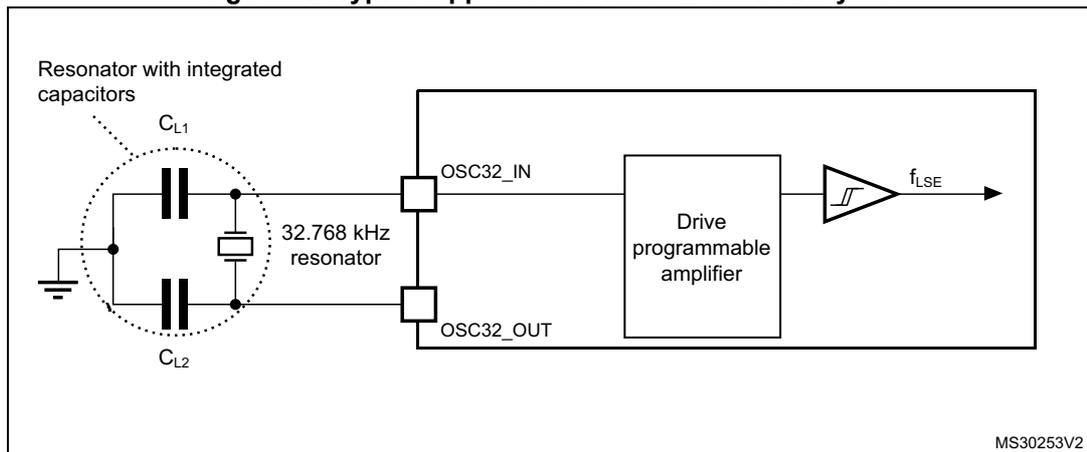 Resonator with integrated
capacitors
CL1
OSC32_IN
fLSE
32.768 kHz
resonator
Drive
programmable
amplifier
OSC32_OUT
CL2
MS30253V2